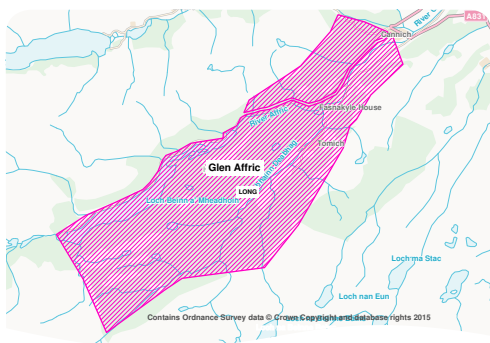 River
A831
Cannich
River Affric
Fasnakyle House
Tomich
Glen Affric
LONG
Loch Beinn a' Mheadhoin
Loch ma Stac
Loch nan Eun
Contains Ordnance Survey data © Crown Copyright and database rights 2015